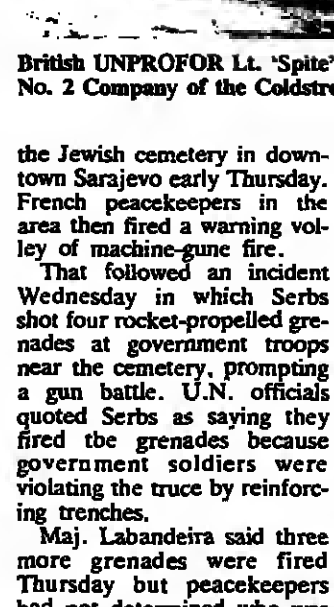 British UNPROFOR Lt. 'Spite'
No. 2 Company of the Coldstre
the Jewish cemetery in down-
town Sarajevo early Thursday.
French peacekeepers in the
area then fired a warning vol-
ley of machine-gune fire.
That followed an incident
Wednesday in which Serbs
shot four rocket-propelled gre-
nades at government troops
near the cemetery, prompting
a gun battle. U.N. officials
quoted Serbs as saying they
fired tbe grenades because
government soldiers were
violating the truce by reinforc-
ing trenches.
Maj. Labandeira said three
more grenades were fired
Thursday but peacekeepers
had not determined who